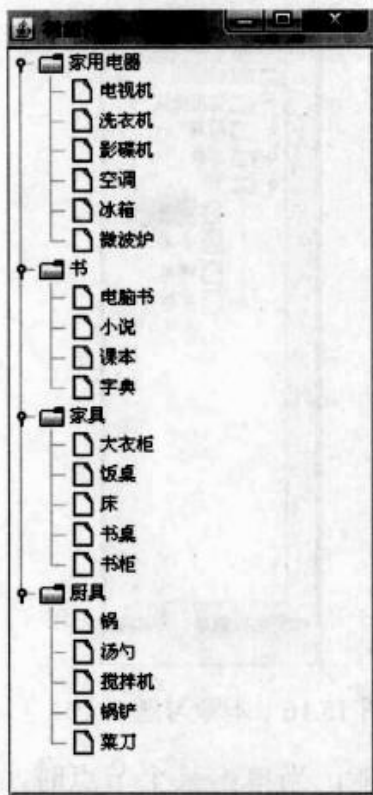 家用电器
电视机
洗衣机
影碟机
空调
冰箱
微波炉
书
电脑书
小说
课本
字典
家具
大衣柜
饭桌
床
书桌
书柜
厨具
锅
汤勺
搅拌机
锅铲
菜刀